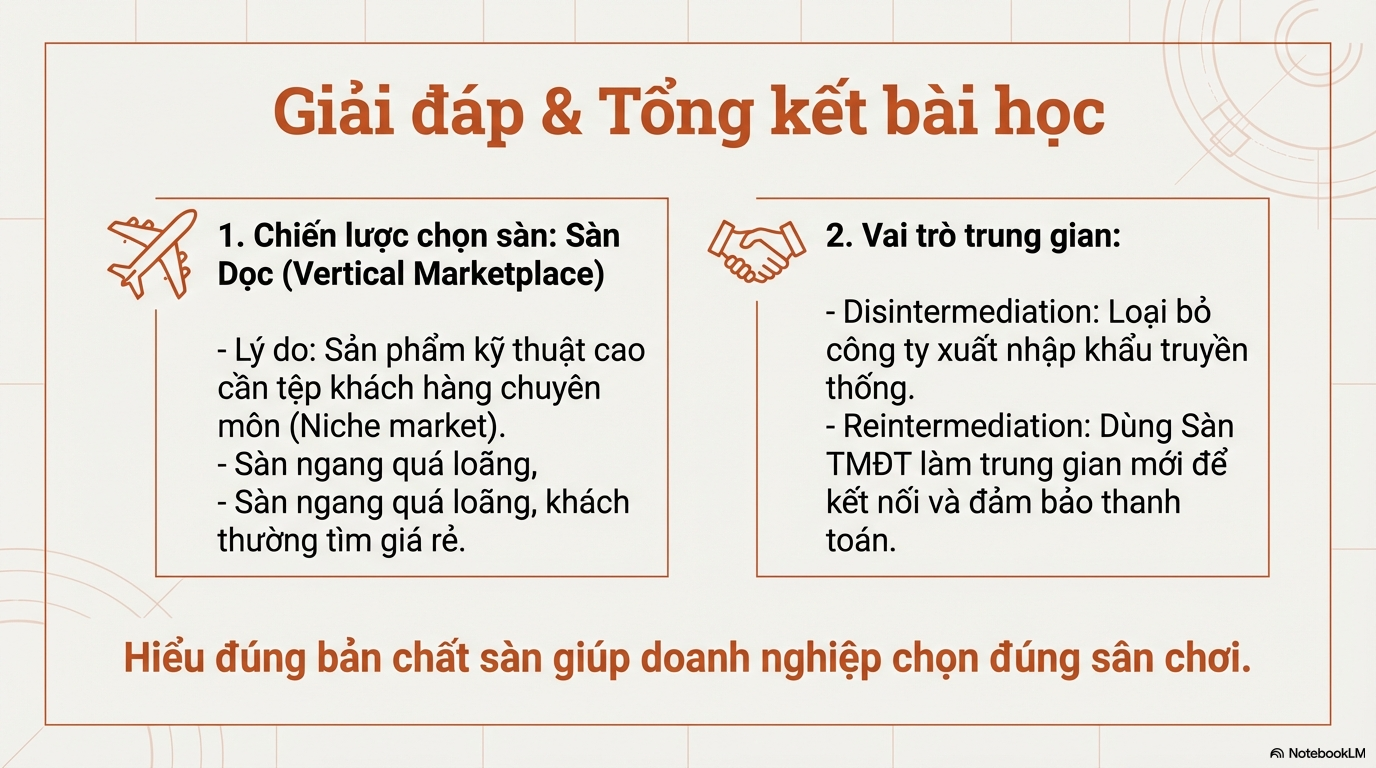 Giải đáp & Tổng kết bài học
1. Chiến lược chọn sàn: Sàn
Dọc (Vertical Marketplace)
- Lý do: Sản phẩm kỹ thuật cao
cần tệp khách hàng chuyên
môn (Niche market).
- Sàn ngang quá loãng,
- Sàn ngang quá loãng, khách
thường tìm giá rẻ.
2. Vai trò trung gian:
- Disintermediation: Loại bỏ
công ty xuất nhập khẩu truyền
thống.
- Reintermediation: Dùng Sàn
TMĐT làm trung gian mới để
kết nối và đảm bảo thanh
toán.
Hiểu đúng bản chất sàn giúp doanh nghiệp chọn đúng sân chơi.
NotebookLM